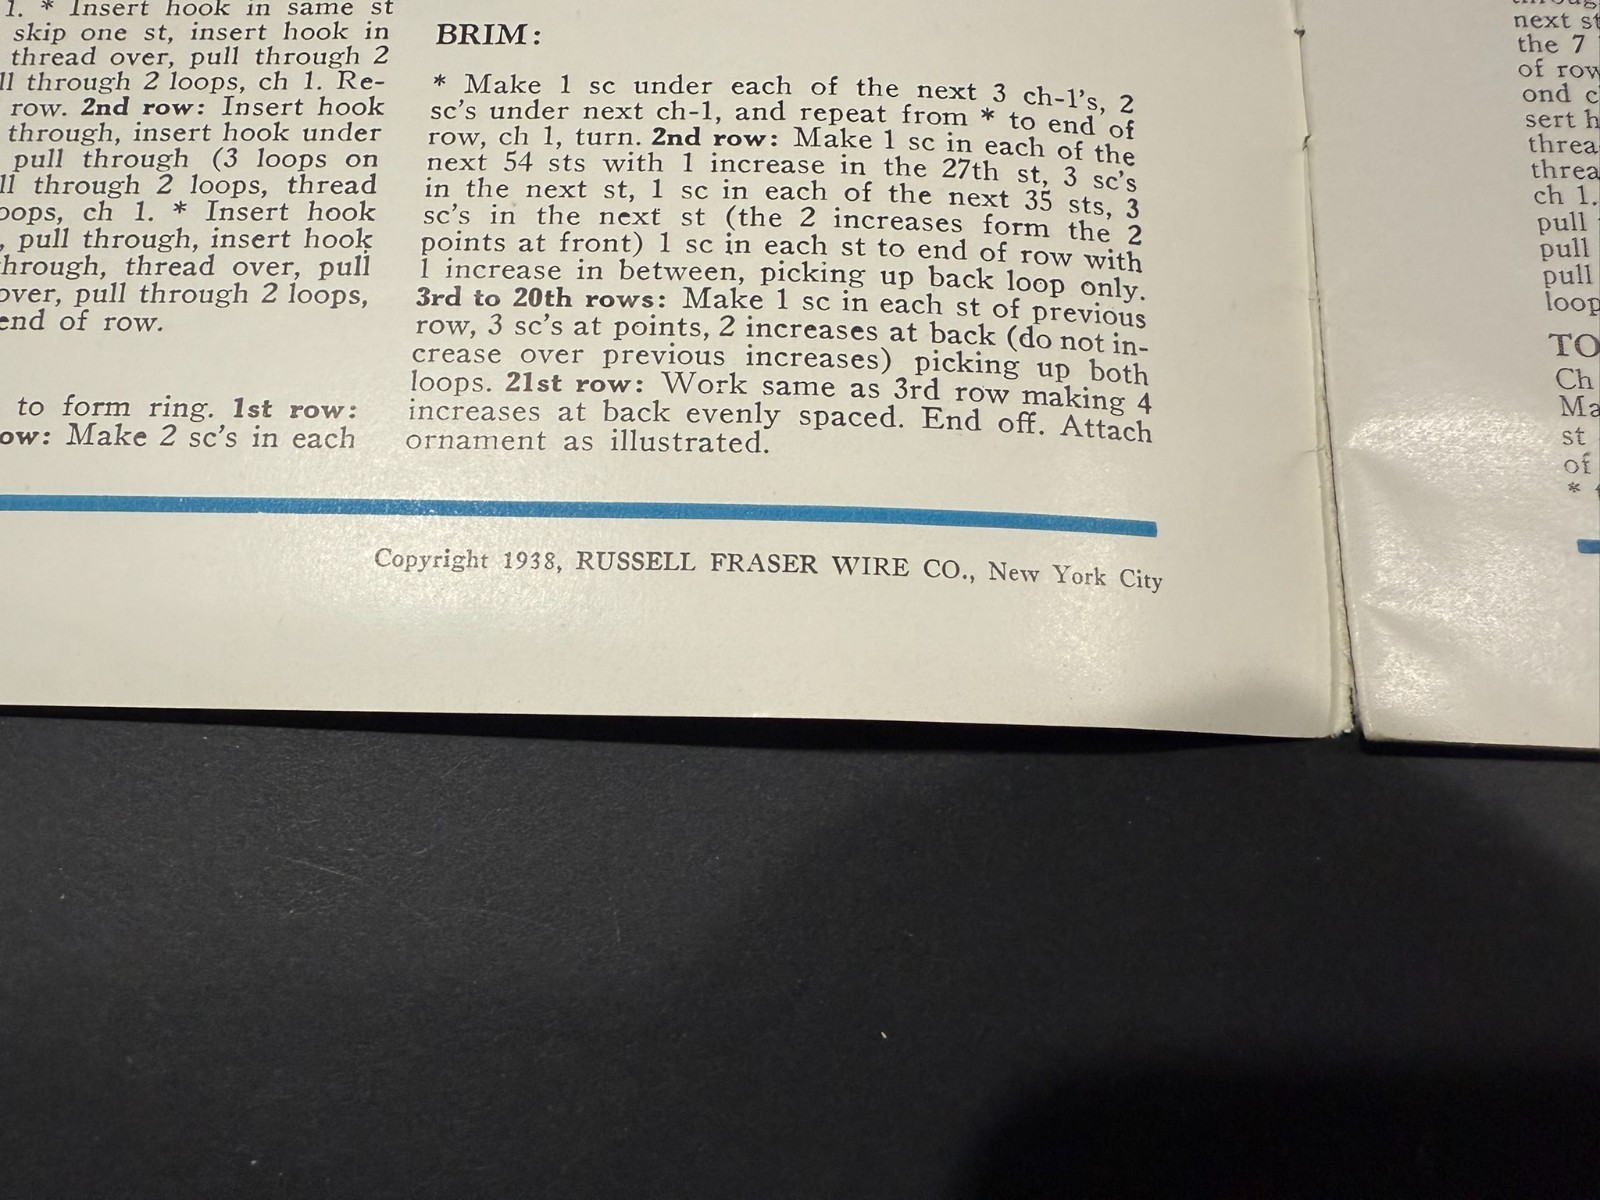 1. * Insert hook in same st
skip one st, insert hook in
thread over, pull through 2
ll through 2 loops, ch 1. Re-
row. 2nd row: Insert hook
through, insert hook under
pull through (3 loops on
ll through 2 loops, thread
oops, ch 1. * Insert hook
, pull through, insert hook
hrough, thread over, pull
over, pull through 2 loops,
end of row.
to form ring. 1st row:
ow: Make 2 sc's in each
BRIM:
* Make 1 sc under each of the next 3 ch-1's, 2
sc's under next ch-1, and repeat from * to end of
row, ch 1, turn. 2nd row: Make 1 sc in each of the
next 54 sts with 1 increase in the 27th st, 3 sc's
in the next st, 1 sc in each of the next 35 sts, 3
sc's in the next st (the 2 increases form the 2
points at front) 1 sc in each st to end of row with
1 increase in between, picking up back loop only.
3rd to 20th rows: Make 1 sc in each st of previous
row, 3 sc's at points, 2 increases at back (do not in-
crease over previous increases) picking up both
loops. 21st row: Work same as 3rd row making 4
increases at back evenly spaced. End off. Attach
ornament as illustrated.
Copyright 1938, RUSSELL FRASER WIRE CO., New York City
next st
the 7
of row
ond c
sert h
threa
threa
ch 1.
pull
pull
pull
loop
TO
Ch
Ma
st
of
*